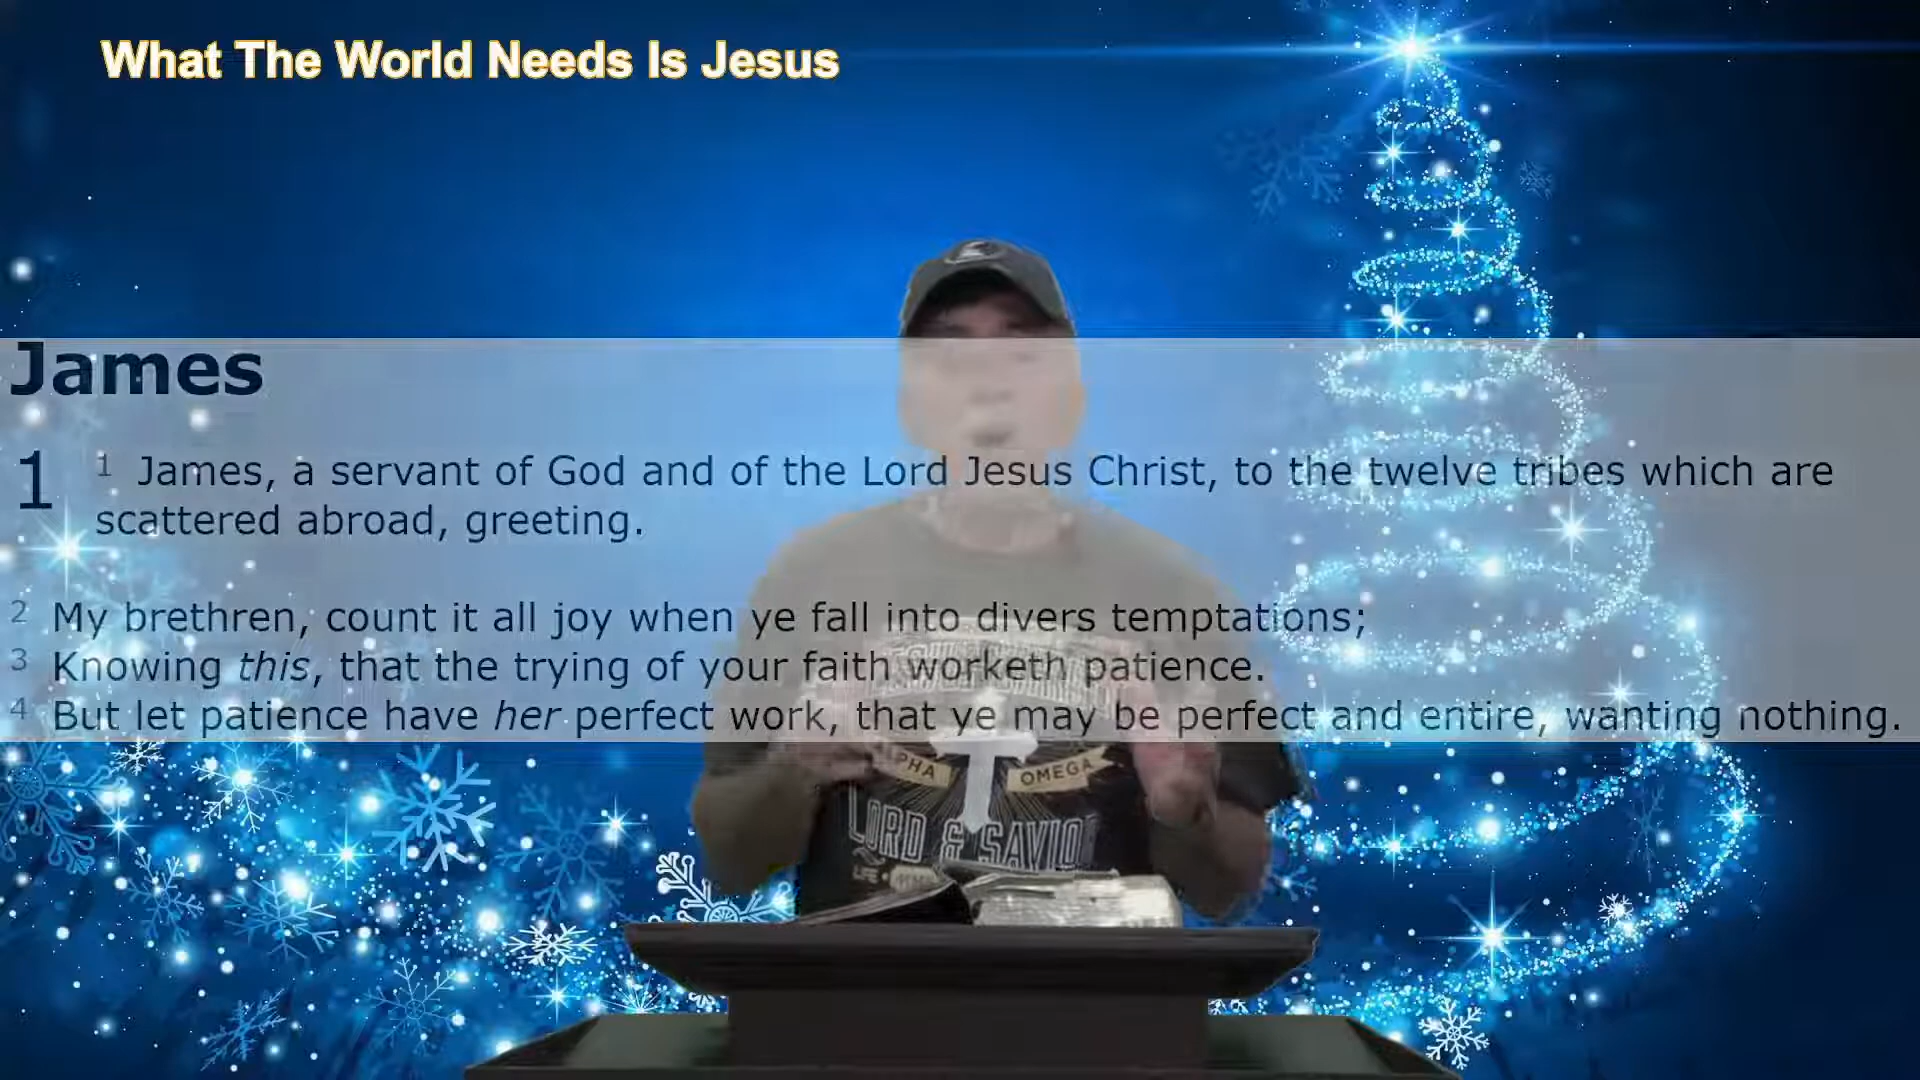 What The World Needs Is Jesus
James
1 1 James, a servant of God and of the Lord Jesus Christ, to the twelve tribes which are
scattered abroad, greeting.
2 My brethren, count it all joy when ye fall into divers temptations;
3 Knowing this, that the trying of your faith worketh patience.
4 But let patience have her perfect work, that ye may be perfect and entire, wanting nothing.
OMEGA
LORD & SAVIO
LIFE